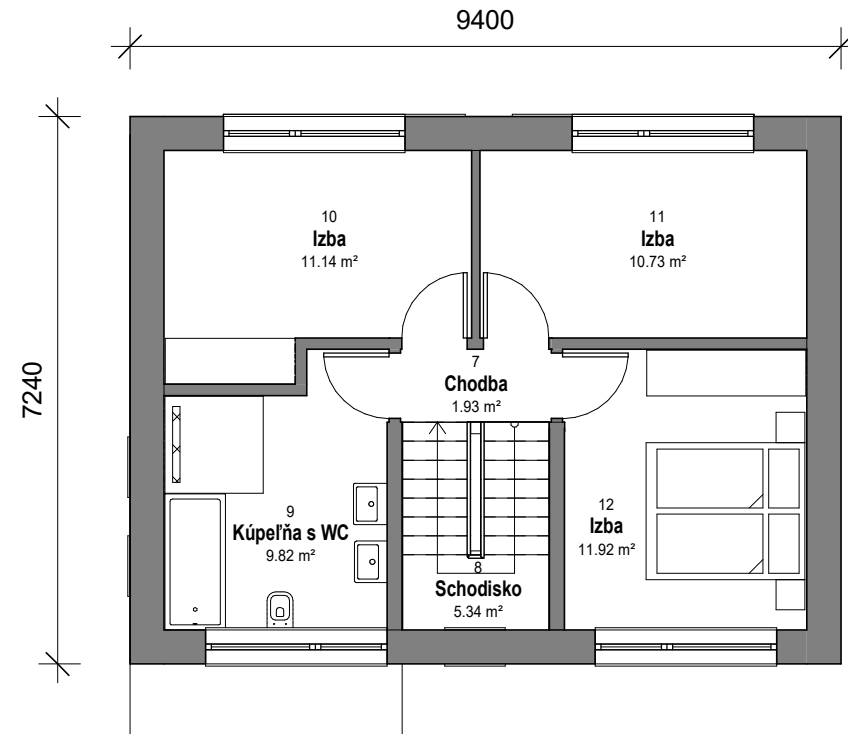 9400
7240
10
Izba
11.14 m²
11
Izba
10.73 m²
7
Chodba
1.93 m²
9
Kúpeľňa s WC
9.82 m²
8
Schodisko
5.34 m²
12
Izba
11.92 m²